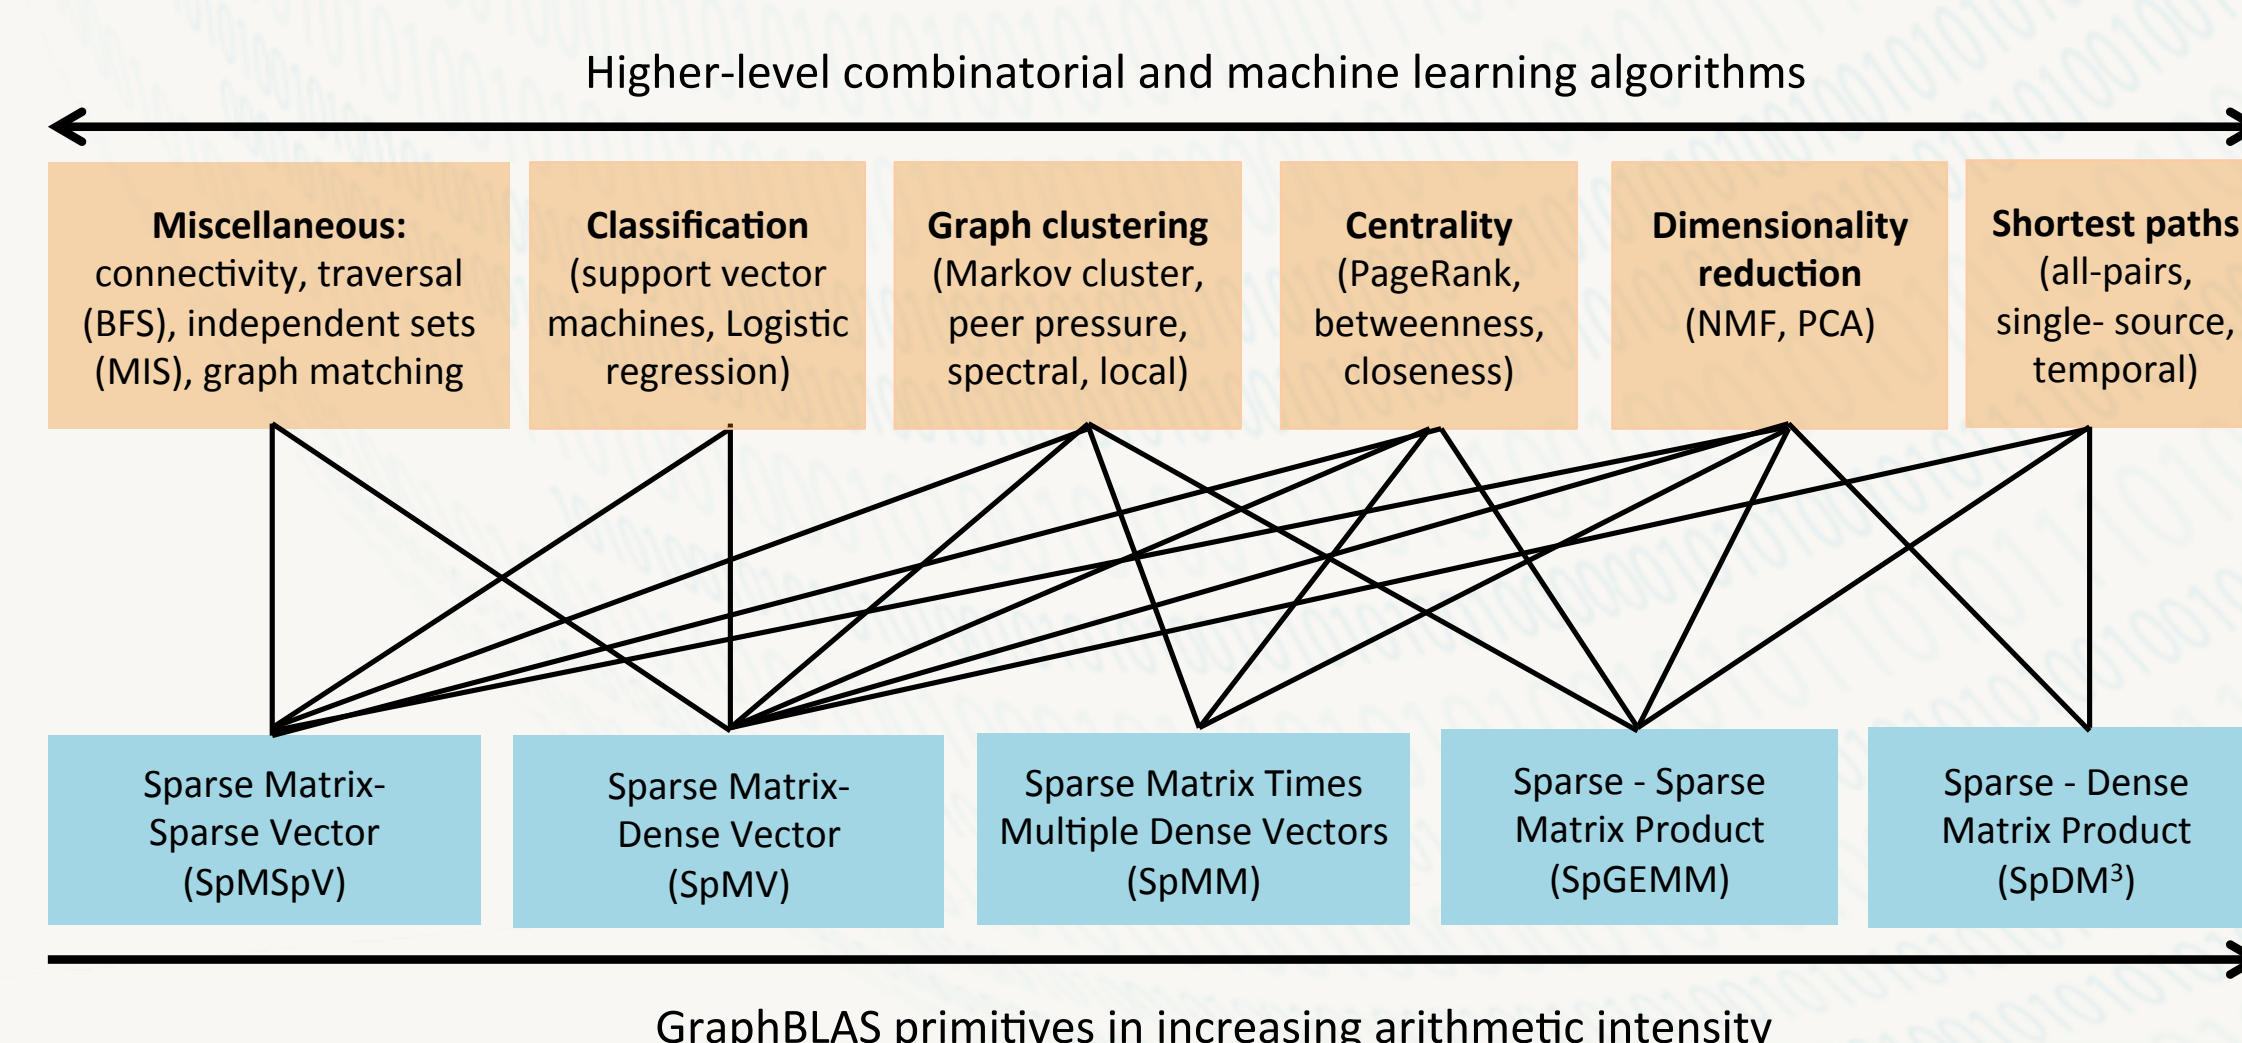 Higher-level combinatorial and machine learning algorithms
Miscellaneous:
connectivity, traversal
(BFS), independent sets
(MIS), graph matching
Classification
(support vector
machines, Logistic
regression)
Graph clustering
(Markov cluster,
peer pressure,
spectral, local)
Centrality
(PageRank,
betweenness,
closeness)
Dimensionality
reduction
(NMF, PCA)
Shortest paths
(all-pairs,
single- source,
temporal)
Sparse Matrix-
Sparse Vector
(SpMSpV)
Sparse Matrix-
Dense Vector
(SpMV)
Sparse Matrix Times
Multiple Dense Vectors
(SpMM)
Sparse - Sparse
Matrix Product
(SpGEMM)
Sparse - Dense
Matrix Product
(SpDM³)
GraphBLAS primitives in increasing arithmetic intensity